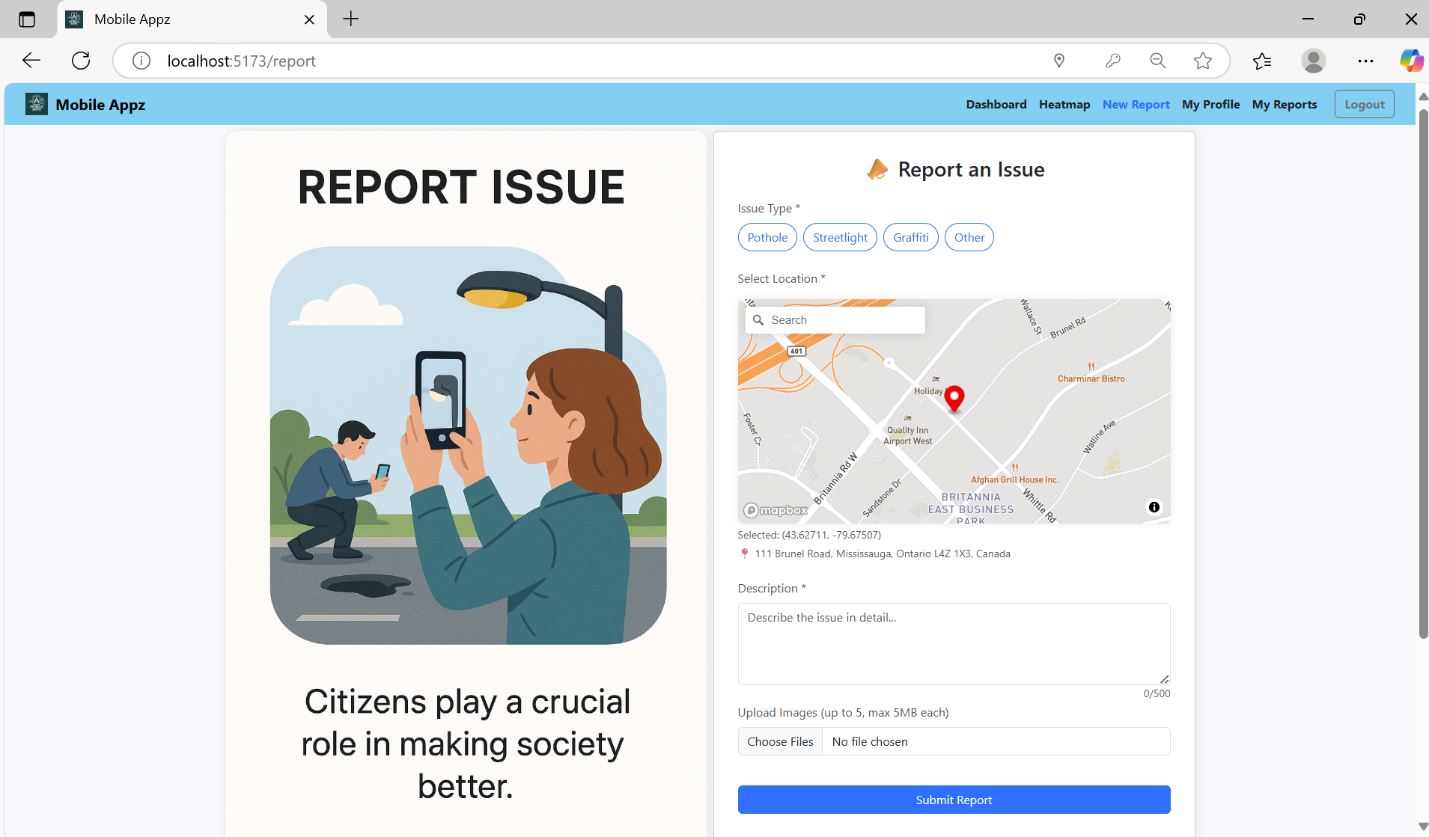 Mobile Appz
localhost:5173/report
Mobile Appz
Dashboard Heatmap New Report My Profile My Reports Logout
REPORT ISSUE
Citizens play a crucial
role in making society
better.
Report an Issue
Issue Type *
Pothole Streetlight Graffiti Other
Select Location *
Search
401
Wallace St
Brunel Rd
Charminar Bistro
Holiday
Quality Inn
Airport West
Foster Cr
Watline Ave
Britannia Rd W
Sandstone Dr
Afghan Grill House Inc.
Whittle Rd
BRITANNIA
EAST BUSINESS
PARK
mapbox
Selected: (43.62711, -79.67507)
111 Brunel Road, Mississauga, Ontario L4Z 1X3, Canada
Description *
Describe the issue in detail...
0/500
Upload Images (up to 5, max 5MB each)
Choose Files No file chosen
Submit Report